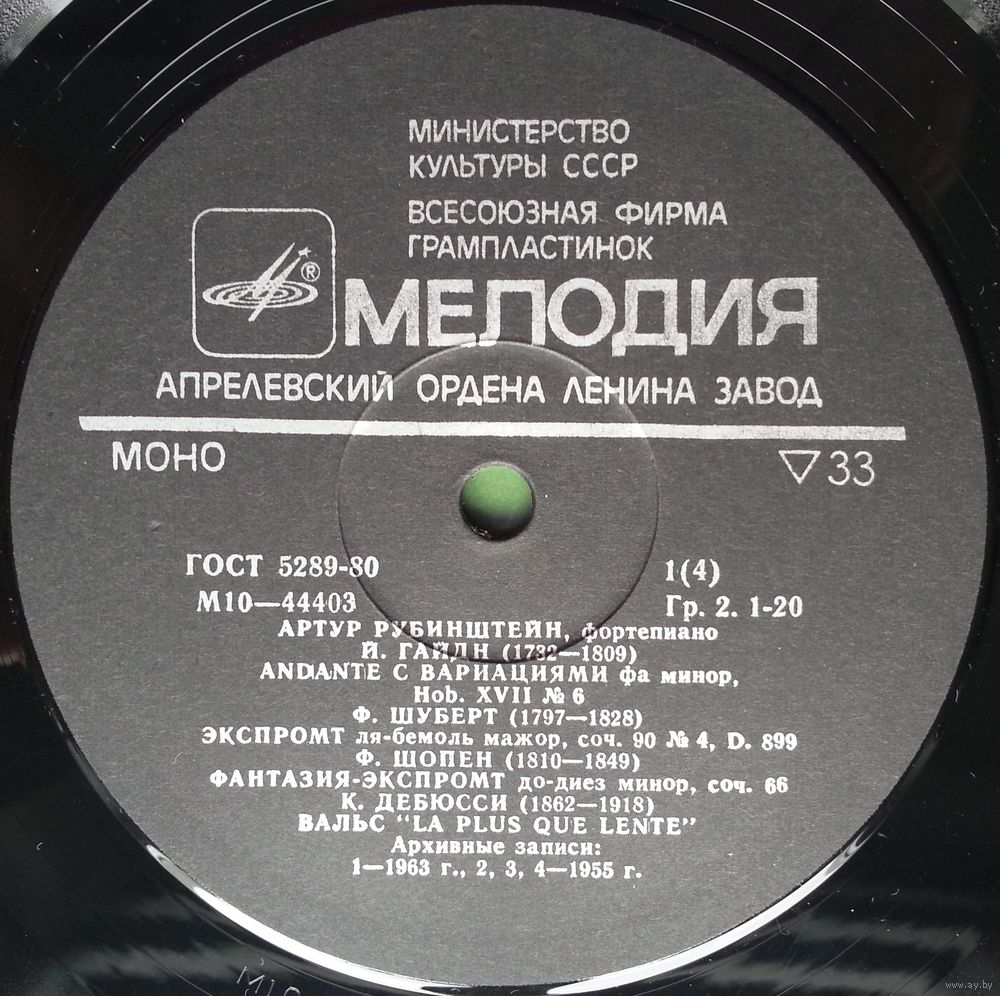 МИНИСТЕРСТВО
КУЛЬТУРЫ СССР
ВСЕСОЮЗНАЯ ФИРМА
ГРАМПЛАСТИНОК
®
МЕЛОДИЯ
АПРЕЛЕВСКИЙ ОРДЕНА ЛЕНИНА ЗАВОД
МОНО ▽33
ГОСТ 5289-80 1(4)
М10—44403 Гр. 2. 1-20
АРТУР РУБИНШТЕЙН, фортепиано
Й. ГАЙДН (1732—1809)
ANDANTE С ВАРИАЦИЯМИ фа минор,
Hob. XVII № 6
Ф. ШУБЕРТ (1797—1828)
ЭКСПРОМТ ля-бемоль мажор, соч. 90 № 4, D. 899
Ф. ШОПЕН (1810—1849)
ФАНТАЗИЯ-ЭКСПРОМТ до-диез минор, соч. 66
К. ДЕБЮССИ (1862—1918)
ВАЛЬС "LA PLUS QUE LENTE"
Архивные записи:
1—1963 г., 2, 3, 4—1955 г.
www.ay.by